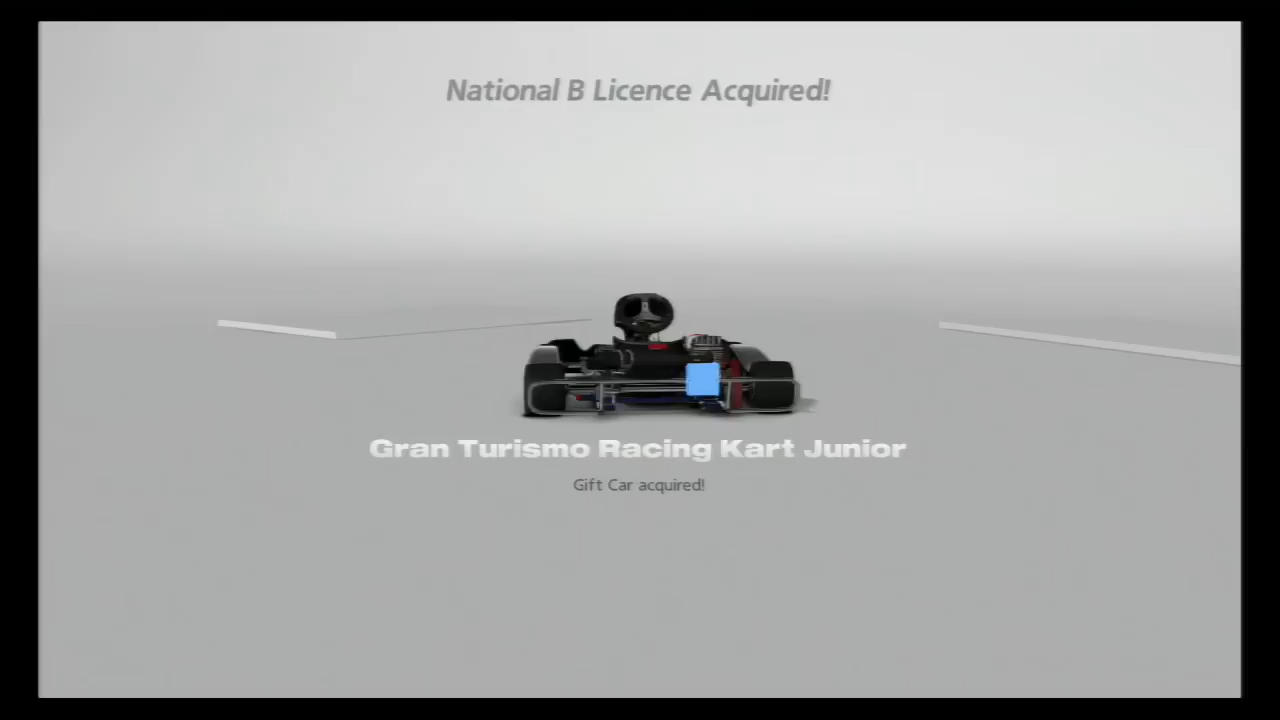 National B Licence Acquired!
Gran Turismo Racing Kart Junior
Gift Car acquired!